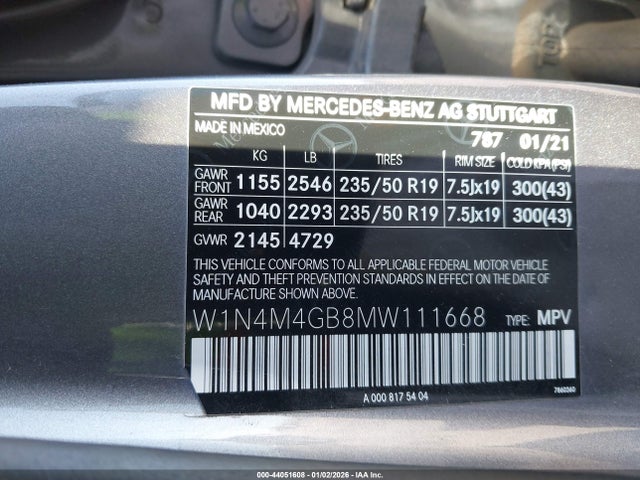 MFD BY MERCEDES-BENZ AG STUTTGART
MADE IN MEXICO 787 01/21
KG LB TIRES RIM SIZE COLD KPA (PSI)
GAWR FRONT 1155 2546 235/50 R19 7.5Jx19 300(43)
GAWR REAR 1040 2293 235/50 R19 7.5Jx19 300(43)
GVWR 2145 4729
THIS VEHICLE CONFORMS TO ALL APPLICABLE FEDERAL MOTOR VEHICLE
SAFETY AND THEFT PREVENTION STANDARDS IN EFFECT ON THE DATE OF
MANUFACTURE SHOWN ABOVE.
W1N4M4GB8MW111668 TYPE: MPV
A 000 817 54 04
000-44051608 - 01/02/2026 - IAA Inc.